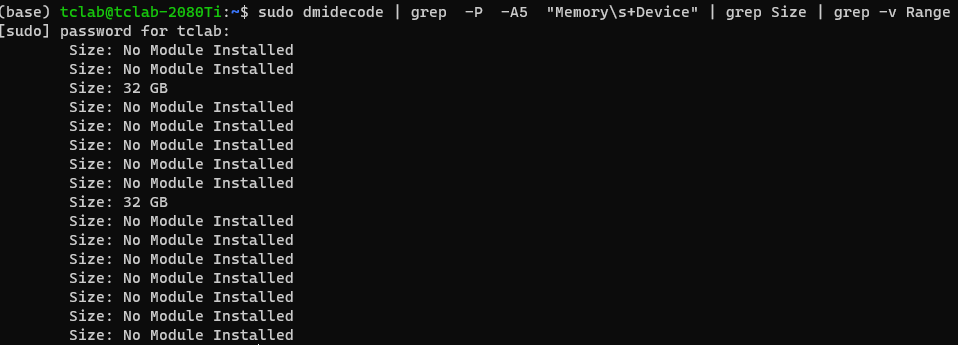 (base) tclab@tclab-2080Ti:~$ sudo dmidecode | grep  -P  -A5  "Memory\s+Device" | grep Size | grep -v Range
[sudo] password for tclab:
Size: No Module Installed
Size: No Module Installed
Size: 32 GB
Size: No Module Installed
Size: No Module Installed
Size: No Module Installed
Size: No Module Installed
Size: No Module Installed
Size: 32 GB
Size: No Module Installed
Size: No Module Installed
Size: No Module Installed
Size: No Module Installed
Size: No Module Installed
Size: No Module Installed
Size: No Module Installed